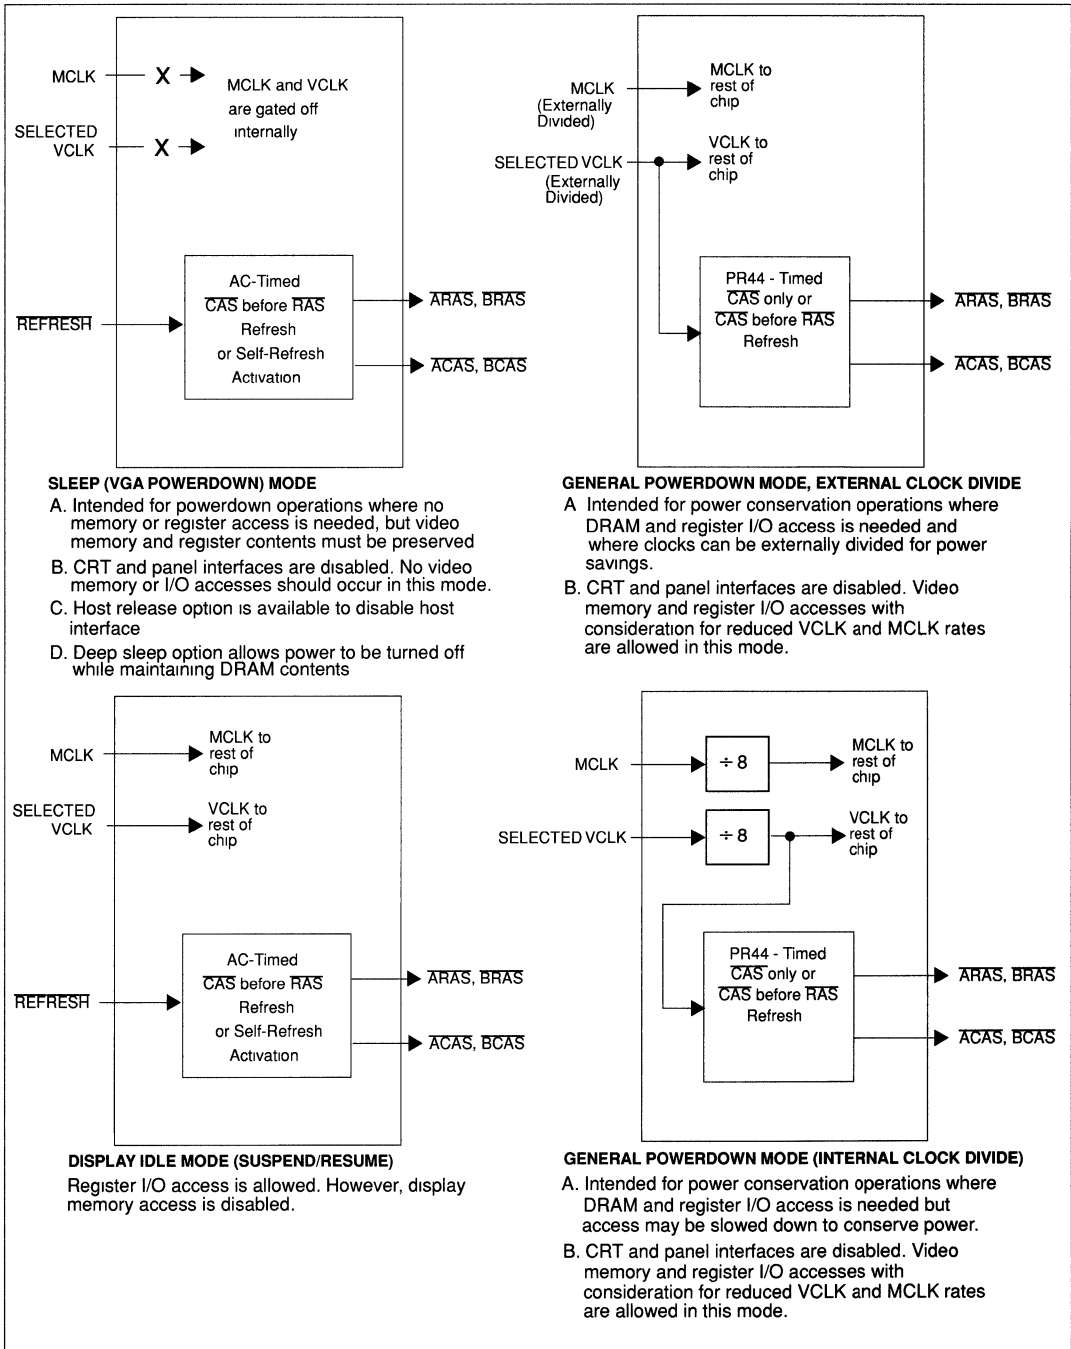 MCLK
X
MCLK and VCLK
are gated off
internally
SELECTED
VCLK
X
REFRESH
AC-Timed
CAS before RAS
Refresh
or Self-Refresh
Activation
ARAS, BRAS
ACAS, BCAS
SLEEP (VGA POWERDOWN) MODE
A. Intended for powerdown operations where no
memory or register access is needed, but video
memory and register contents must be preserved
B. CRT and panel interfaces are disabled. No video
memory or I/O accesses should occur in this mode.
C. Host release option is available to disable host
interface
D. Deep sleep option allows power to be turned off
while maintaining DRAM contents
MCLK
(Externally
Divided)
MCLK to
rest of
chip
SELECTED VCLK
(Externally
Divided)
VCLK to
rest of
chip
PR44 - Timed
CAS only or
CAS before RAS
Refresh
ARAS, BRAS
ACAS, BCAS
GENERAL POWERDOWN MODE, EXTERNAL CLOCK DIVIDE
A Intended for power conservation operations where
DRAM and register I/O access is needed and
where clocks can be externally divided for power
savings.
B. CRT and panel interfaces are disabled. Video
memory and register I/O accesses with
consideration for reduced VCLK and MCLK rates
are allowed in this mode.
MCLK
MCLK to
rest of
chip
SELECTED
VCLK
VCLK to
rest of
chip
REFRESH
AC-Timed
CAS before RAS
Refresh
or Self-Refresh
Activation
ARAS, BRAS
ACAS, BCAS
DISPLAY IDLE MODE (SUSPEND/RESUME)
Register I/O access is allowed. However, display
memory access is disabled.
MCLK
÷ 8
MCLK to
rest of
chip
SELECTED VCLK
÷ 8
VCLK to
rest of
chip
PR44 - Timed
CAS only or
CAS before RAS
Refresh
ARAS, BRAS
ACAS, BCAS
GENERAL POWERDOWN MODE (INTERNAL CLOCK DIVIDE)
A. Intended for power conservation operations where
DRAM and register I/O access is needed but
access may be slowed down to conserve power.
B. CRT and panel interfaces are disabled. Video
memory and register I/O accesses with
consideration for reduced VCLK and MCLK rates
are allowed in this mode.